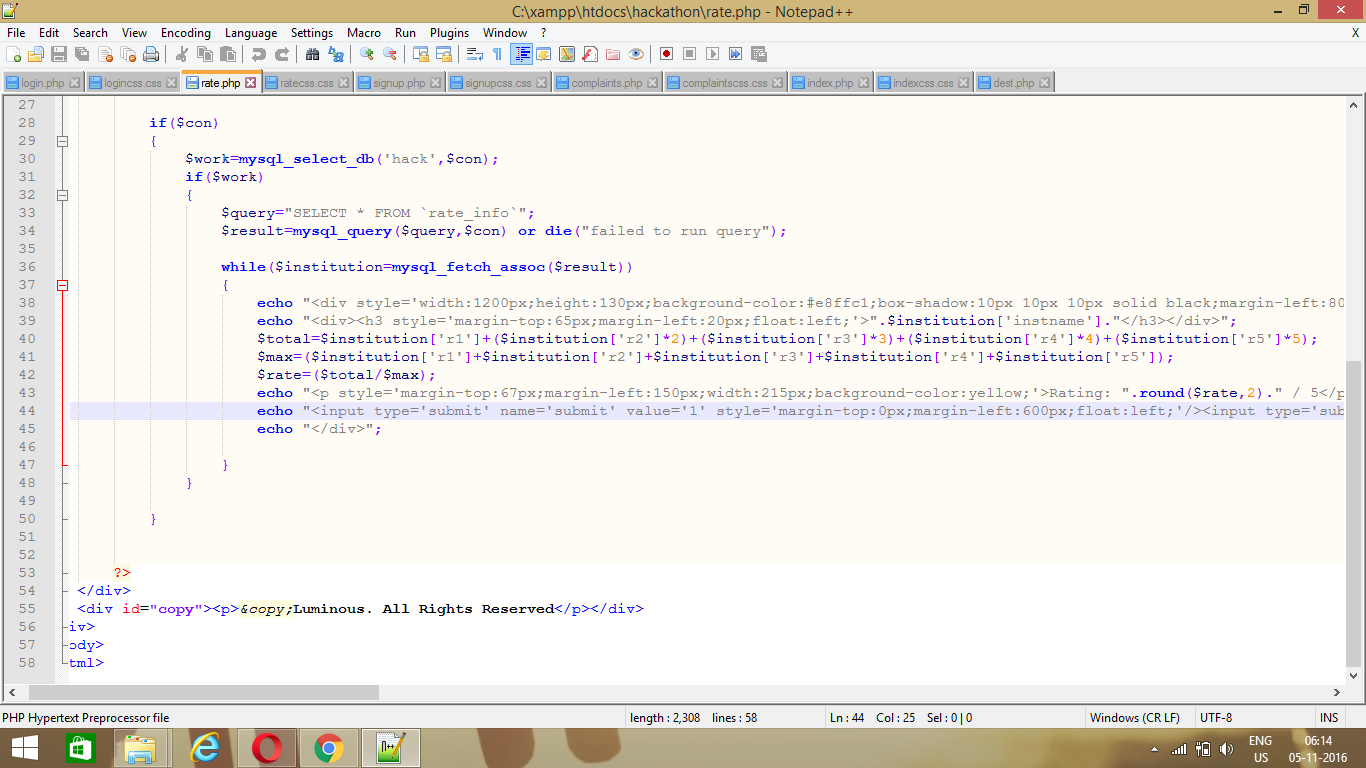 C:\xampp\htdocs\hackathon\rate.php - Notepad++
File Edit Search View Encoding Language Settings Macro Run Plugins Window ? X
login.php logincss.css rate.php ratecss.css signup.php signupcss.css complaints.php complaintscss.css index.php indexcss.css dest.php
27
28 if($con)
29 {
30 $work=mysql_select_db('hack',$con);
31 if($work)
32 {
33 $query="SELECT * FROM `rate_info`";
34 $result=mysql_query($query,$con) or die("failed to run query");
35
36 while($institution=mysql_fetch_assoc($result))
37 {
38 echo "<div style='width:1200px;height:130px;background-color:#e8ffc1;box-shadow:10px 10px 10px solid black;margin-left:80
39 echo "<div><h3 style='margin-top:65px;margin-left:20px;float:left;'>".$institution['instname']."</h3></div>";
40 $total=$institution['r1']+($institution['r2']*2)+($institution['r3']*3)+($institution['r4']*4)+($institution['r5']*5);
41 $max=($institution['r1']+$institution['r2']+$institution['r3']+$institution['r4']+$institution['r5']);
42 $rate=($total/$max);
43 echo "<p style='margin-top:67px;margin-left:150px;width:215px;background-color:yellow;'>Rating: ".round($rate,2)." / 5</p
44 echo "<input type='submit' name='submit' value='1' style='margin-top:0px;margin-left:600px;float:left;'/><input type='sub
45 echo "</div>";
46
47 }
48 }
49
50 }
51
52
53 ?>
54 </div>
55 <div id="copy"><p>&copy;Luminous. All Rights Reserved</p></div>
56 iv>
57 ody>
58 tml>
PHP Hypertext Preprocessor file length : 2,308 lines : 58 Ln : 44 Col : 25 Sel : 0 | 0 Windows (CR LF) UTF-8 INS
ENG 06:14
US 05-11-2016